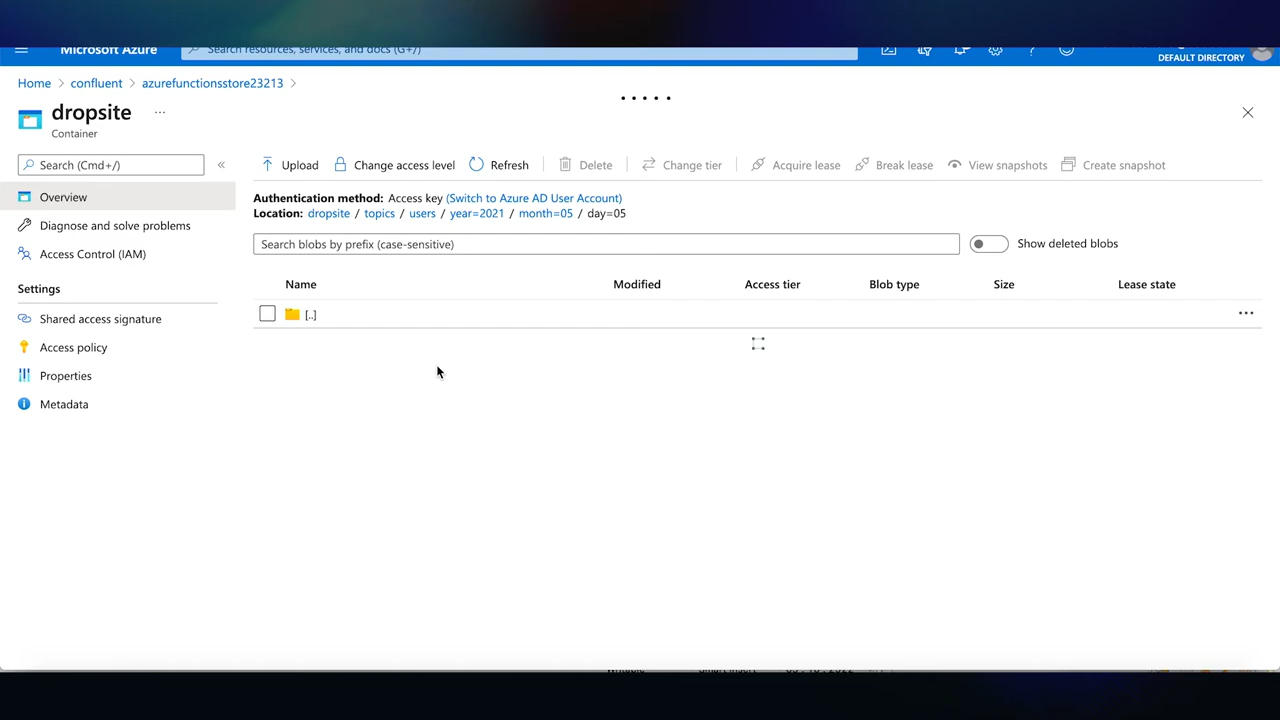 Microsoft Azure
Search resources, services, and docs (G+/)
DEFAULT DIRECTORY
Home > confluent > azurefunctionsstore23213 >
dropsite ...
Container
Search (Cmd+/) «
Upload Change access level Refresh Delete Change tier Acquire lease Break lease View snapshots Create snapshot
Overview
Diagnose and solve problems
Access Control (IAM)
Settings
Shared access signature
Access policy
Properties
Metadata
Authentication method: Access key (Switch to Azure AD User Account)
Location: dropsite / topics / users / year=2021 / month=05 / day=05
Search blobs by prefix (case-sensitive)
Show deleted blobs
Name Modified Access tier Blob type Size Lease state
[..]